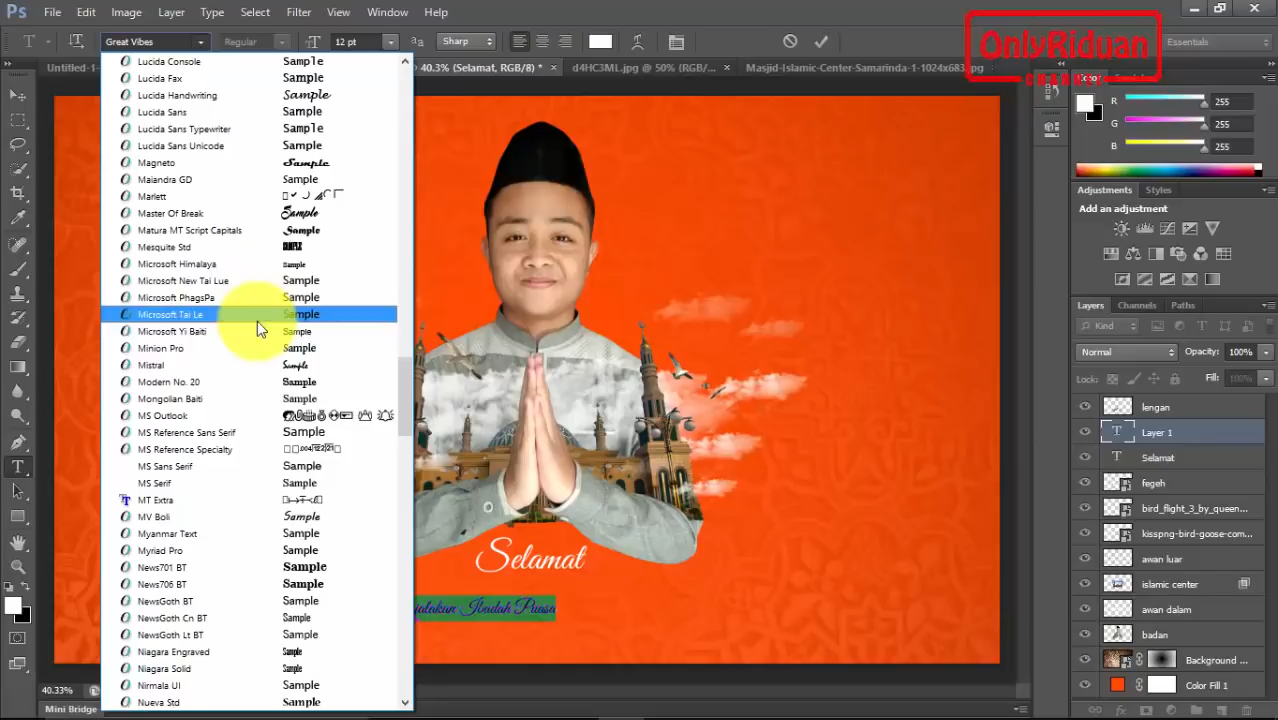 Ps File Edit Image Layer Type Select Filter View Window Help
OnlyRiduan
CHANNEL
Great Vibes Regular 12 pt Sharp Essentials
Untitled-1 40.3% (Selamat, RGB/8) * d4HC3ML.jpg @ 50% (RGB/... Masjid-Islamic-Center-Samarinda-1-1024x683.jpg
Lucida Console Sample
Lucida Fax Sample
Lucida Handwriting Sample
Lucida Sans Sample
Lucida Sans Typewriter Sample
Lucida Sans Unicode Sample
Magneto Sample
Maiandra GD Sample
Marlett
Master Of Break Sample
Matura MT Script Capitals Sample
Mesquite Std SAMPLE
Microsoft Himalaya Sample
Microsoft New Tai Lue Sample
Microsoft PhagsPa Sample
Microsoft Tai Le Sample
Microsoft Yi Baiti Sample
Minion Pro Sample
Mistral Sample
Modern No. 20 Sample
Mongolian Baiti Sample
MS Outlook
MS Reference Sans Serif Sample
MS Reference Specialty
MS Sans Serif Sample
MS Serif Sample
MT Extra
MV Boli Sample
Myanmar Text Sample
Myriad Pro Sample
News701 BT Sample
News706 BT Sample
NewsGoth BT Sample
NewsGoth Cn BT Sample
NewsGoth Lt BT Sample
Niagara Engraved Sample
Niagara Solid Sample
Nirmala UI Sample
Nueva Std Sample
Selamat
jalakun Ibadah Puasa
Color
R 255
G 255
B 255
Adjustments Styles
Add an adjustment
Layers Channels Paths
Kind
Normal Opacity: 100%
Lock: Fill: 100%
lengan
Layer 1
Selamat
fegeh
bird_flight_3_by_queen...
kisspng-bird-goose-com...
awan luar
islamic center
awan dalam
badan
Background ...
Color Fill 1
40.33%
Mini Bridge